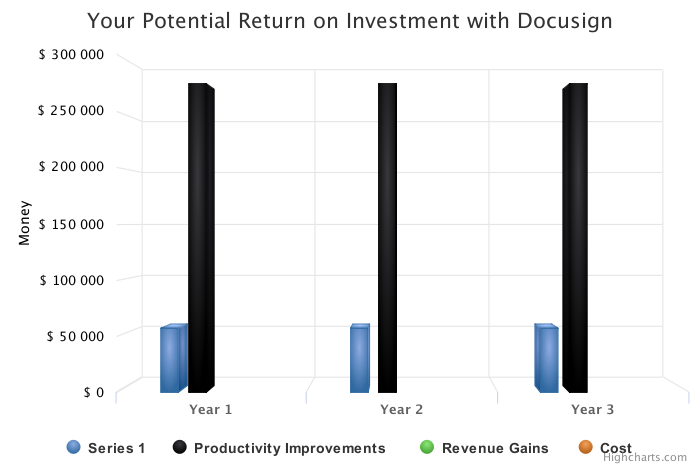 Your Potential Return on Investment with Docusign
$ 300 000
$ 250 000
$ 200 000
$ 150 000
$ 100 000
$ 50 000
$ 0
Money
Year 1
Year 2
Year 3
Series 1
Productivity Improvements
Revenue Gains
Cost
Highcharts.com